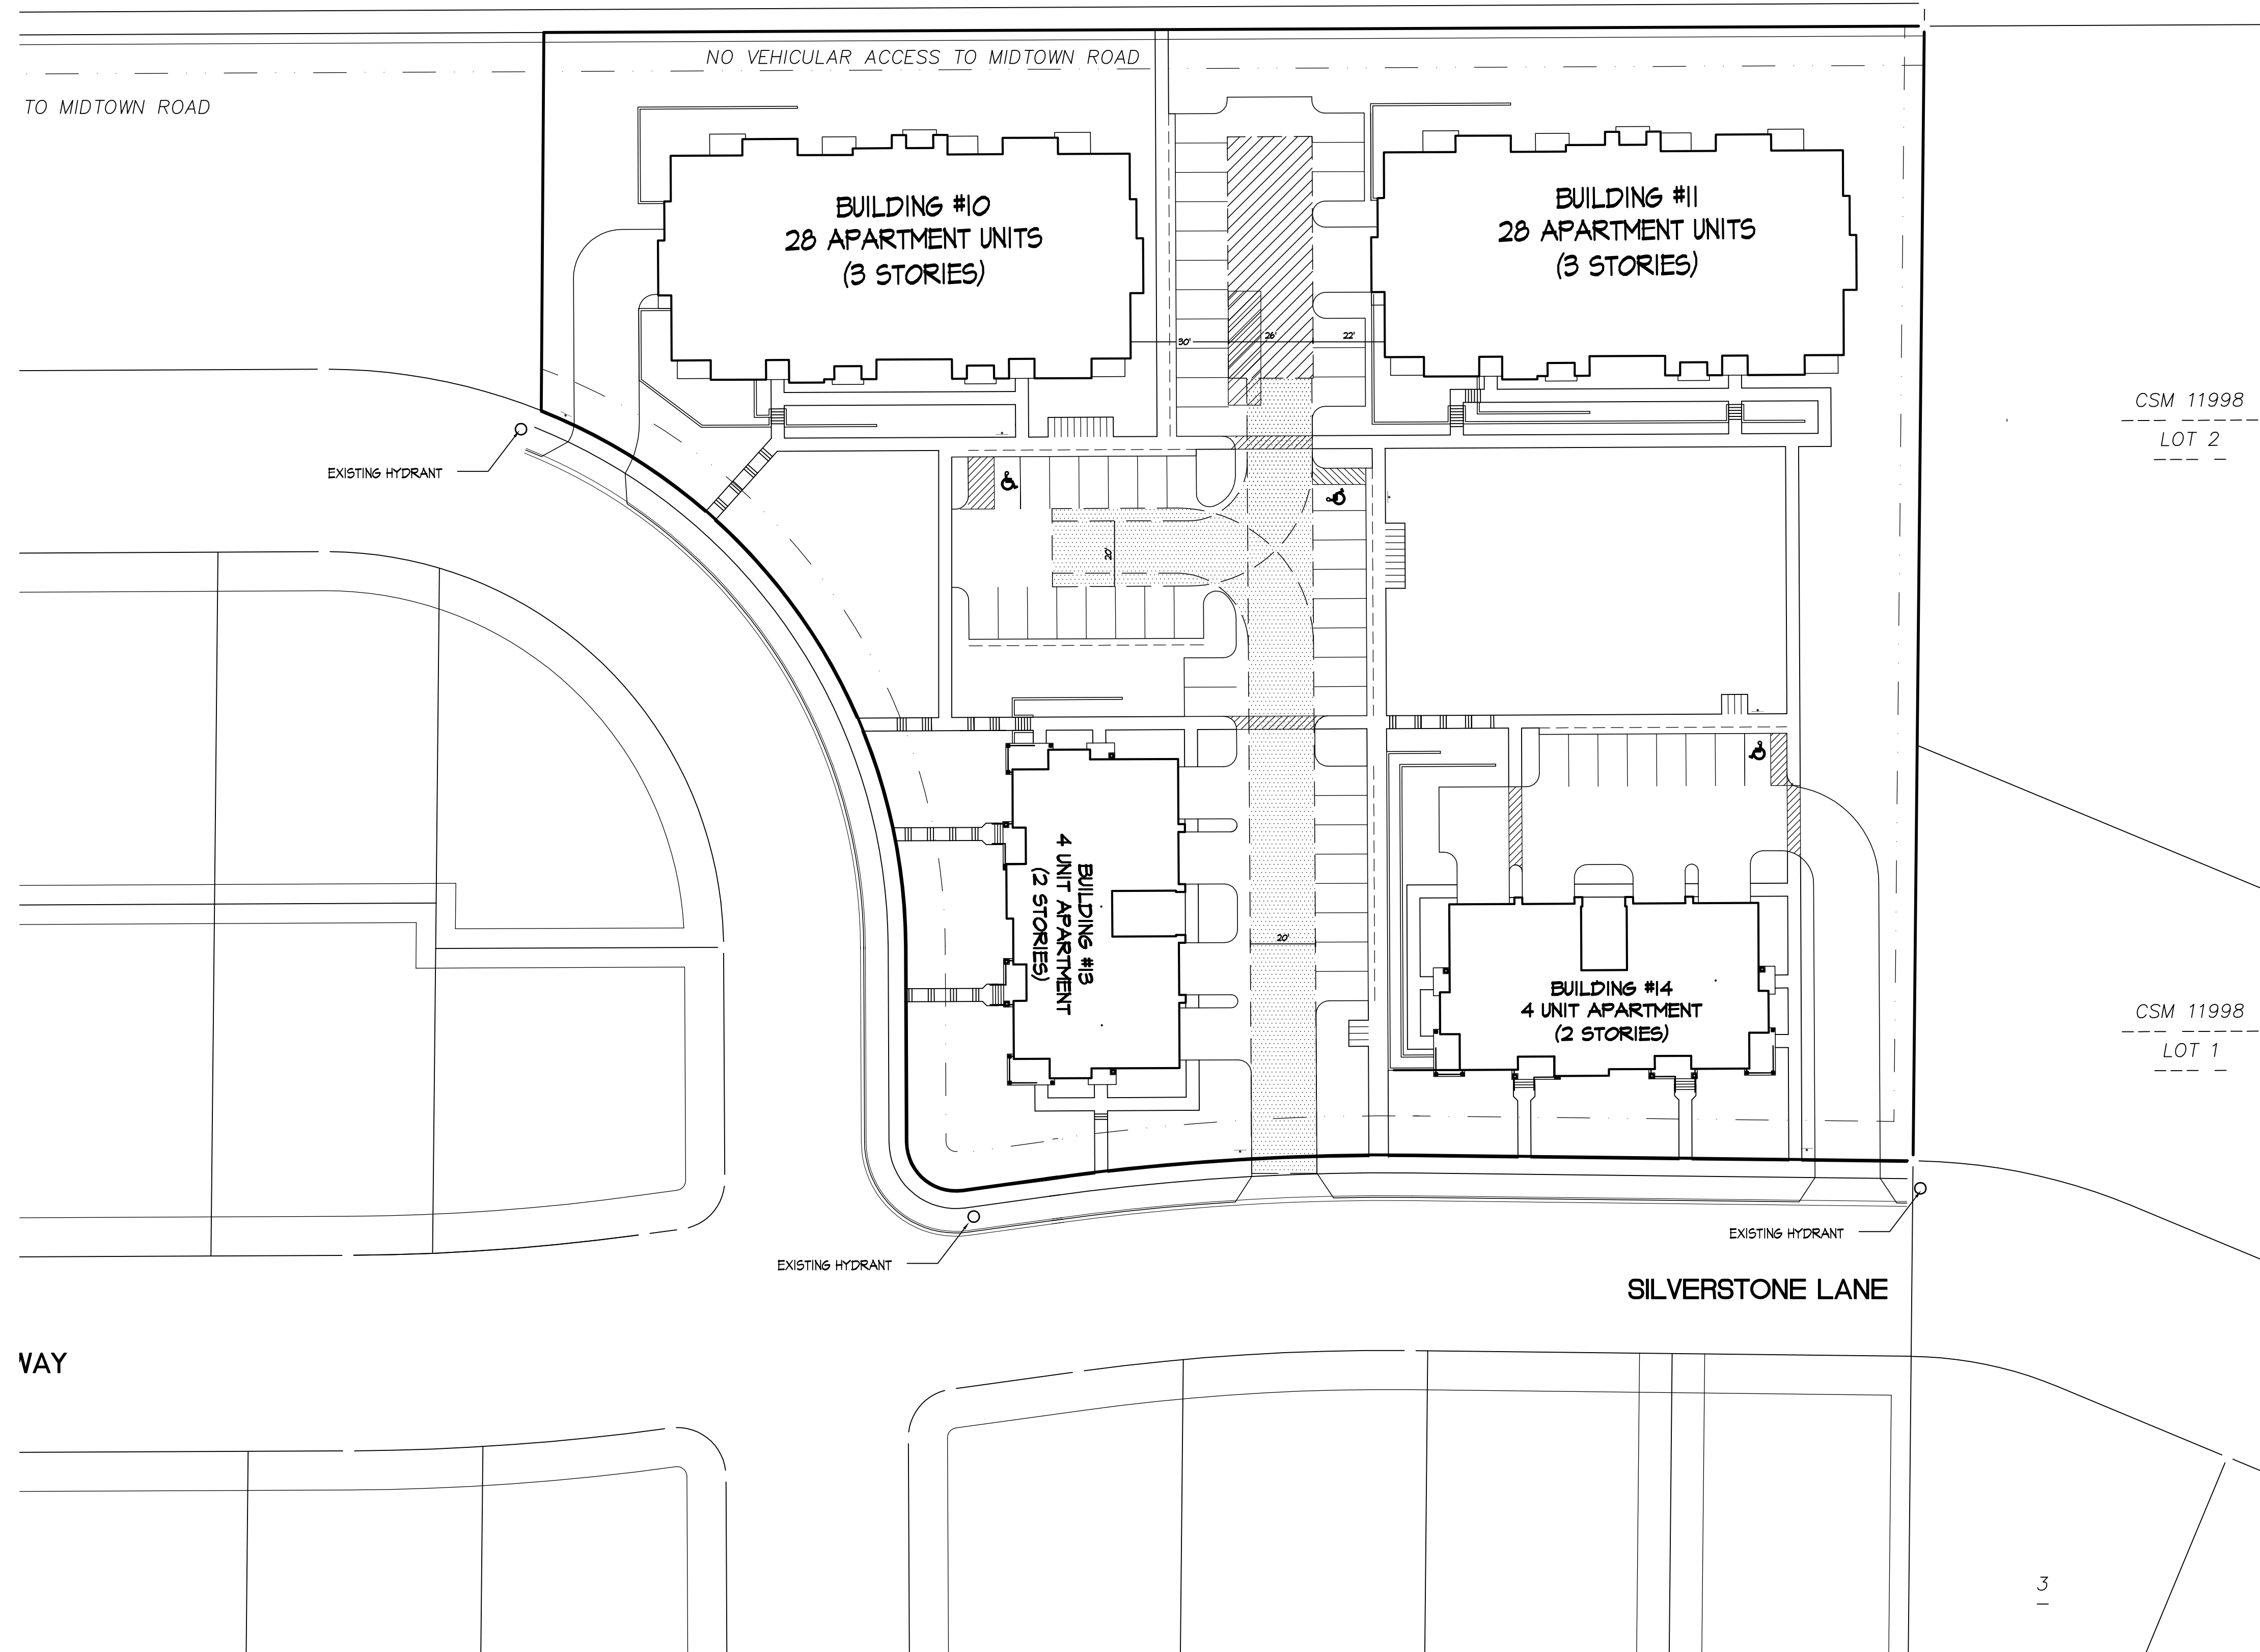 NO VEHICULAR ACCESS TO MIDTOWN ROAD
TO MIDTOWN ROAD
BUILDING #10
28 APARTMENT UNITS
(3 STORIES)
BUILDING #11
28 APARTMENT UNITS
(3 STORIES)
30'
26'
22'
CSM 11998
LOT 2
EXISTING HYDRANT
20'
BUILDING #13
4 UNIT APARTMENT
(2 STORIES)
20'
BUILDING #14
4 UNIT APARTMENT
(2 STORIES)
CSM 11998
LOT 1
EXISTING HYDRANT
EXISTING HYDRANT
SILVERSTONE LANE
WAY
3